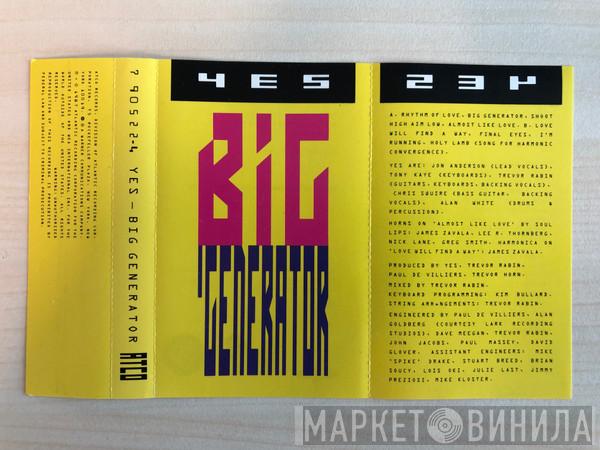 YES
BIG
GENERATOR
7 90522-4 YES – BIG GENERATOR ATCO
A. RHYTHM OF LOVE, BIG GENERATOR, SHOOT
HIGH AIM LOW, ALMOST LIKE LOVE. B. LOVE
WILL FIND A WAY, FINAL EYES, I'M
RUNNING, HOLY LAMB (SONG FOR HARMONIC
CONVERGENCE).
YES ARE: JON ANDERSON (LEAD VOCALS),
TONY KAYE (KEYBOARDS), TREVOR RABIN
(GUITARS, KEYBOARDS, BACKING VOCALS),
CHRIS SQUIRE (BASS GUITAR, BACKING
VOCALS), ALAN WHITE (DRUMS &
PERCUSSION).
HORNS ON 'ALMOST LIKE LOVE' BY SOUL
LIPS: JAMES ZAVALA, LEE R. THORNBERG,
NICK LANE, GREG SMITH. HARMONICA ON
'LOVE WILL FIND A WAY': JAMES ZAVALA.
PRODUCED BY YES, TREVOR RABIN,
PAUL DE VILLIERS, TREVOR HORN.
MIXED BY TREVOR RABIN.
KEYBOARD PROGRAMMING: KIM BULLARD.
STRING ARRANGEMENTS: TREVOR RABIN.
ENGINEERED BY PAUL DE VILLIERS, ALAN
GOLDBERG (COURTESY LARK RECORDING
STUDIOS), DAVE MEEGAN, TREVOR RABIN,
JOHN JACOBS, PAUL MASSEY, DAVID
GLOVER. ASSISTANT ENGINEERS: MIKE
'SPIKE' DRAKE, STUART BREED, BRIAN
SOUCY, LOIS OKI, JULIE LAST, JIMMY
PREZIOSI, MIKE KLOSTER.
МАРКЕТ ВИНИЛА